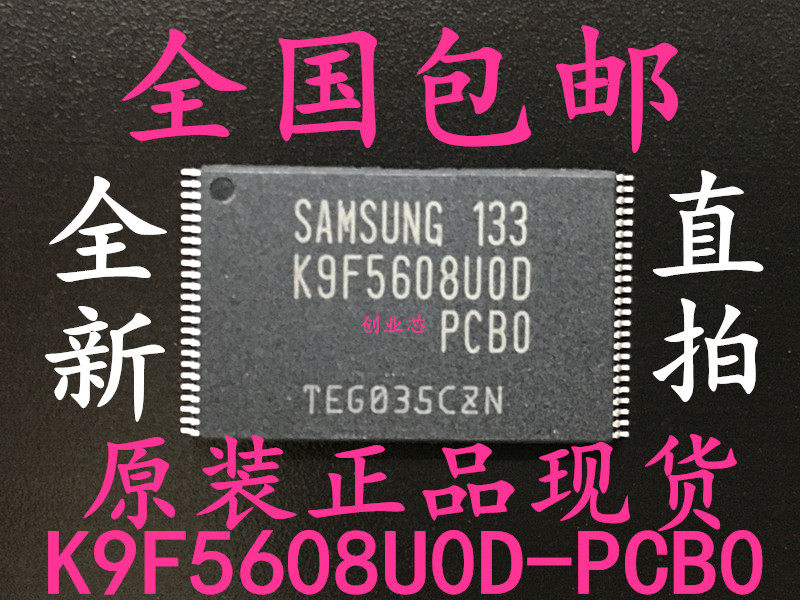 全国包邮
全新
直拍
SAMSUNG 133
K9F5608U0D
创业芯
PCB0
TEG035CZN
原装正品现货
K9F5608U0D-PCB0